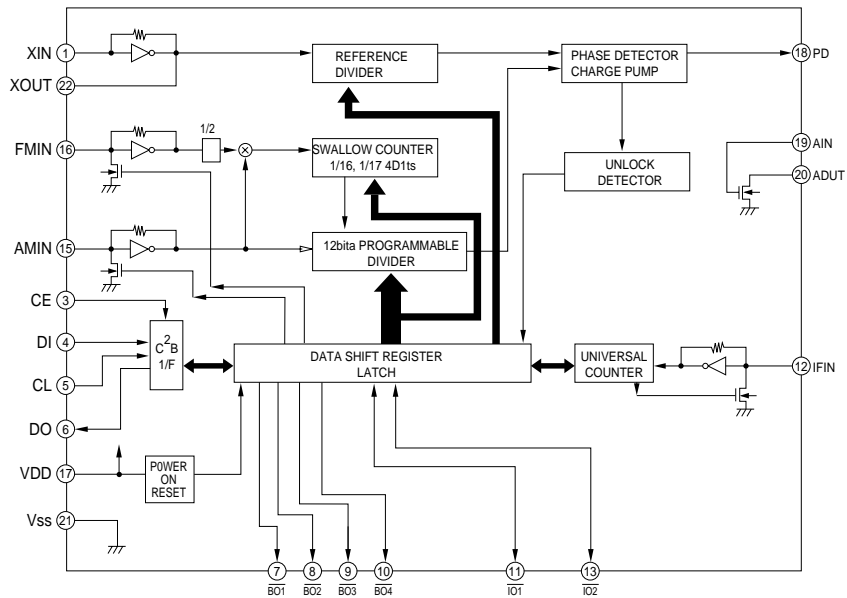 XIN 1
REFERENCE
DIVIDER
PHASE DETECTOR
CHARGE PUMP
18 PD
XOUT 22
1/2
FMIN 16
SWALLOW COUNTER
1/16, 1/17 4D1ts
19 AIN
UNLOCK
DETECTOR
20 ADUT
AMIN 15
12bita PROGRAMMABLE
DIVIDER
CE 3
DI 4
C2B
1/F
DATA SHIFT REGISTER
LATCH
UNIVERSAL
COUNTER
12 IFIN
CL 5
DO 6
VDD 17
P0WER
ON
RESET
Vss 21
7 8 9 10 11 13
BO1 BO2 BO3 BO4 IO1 IO2